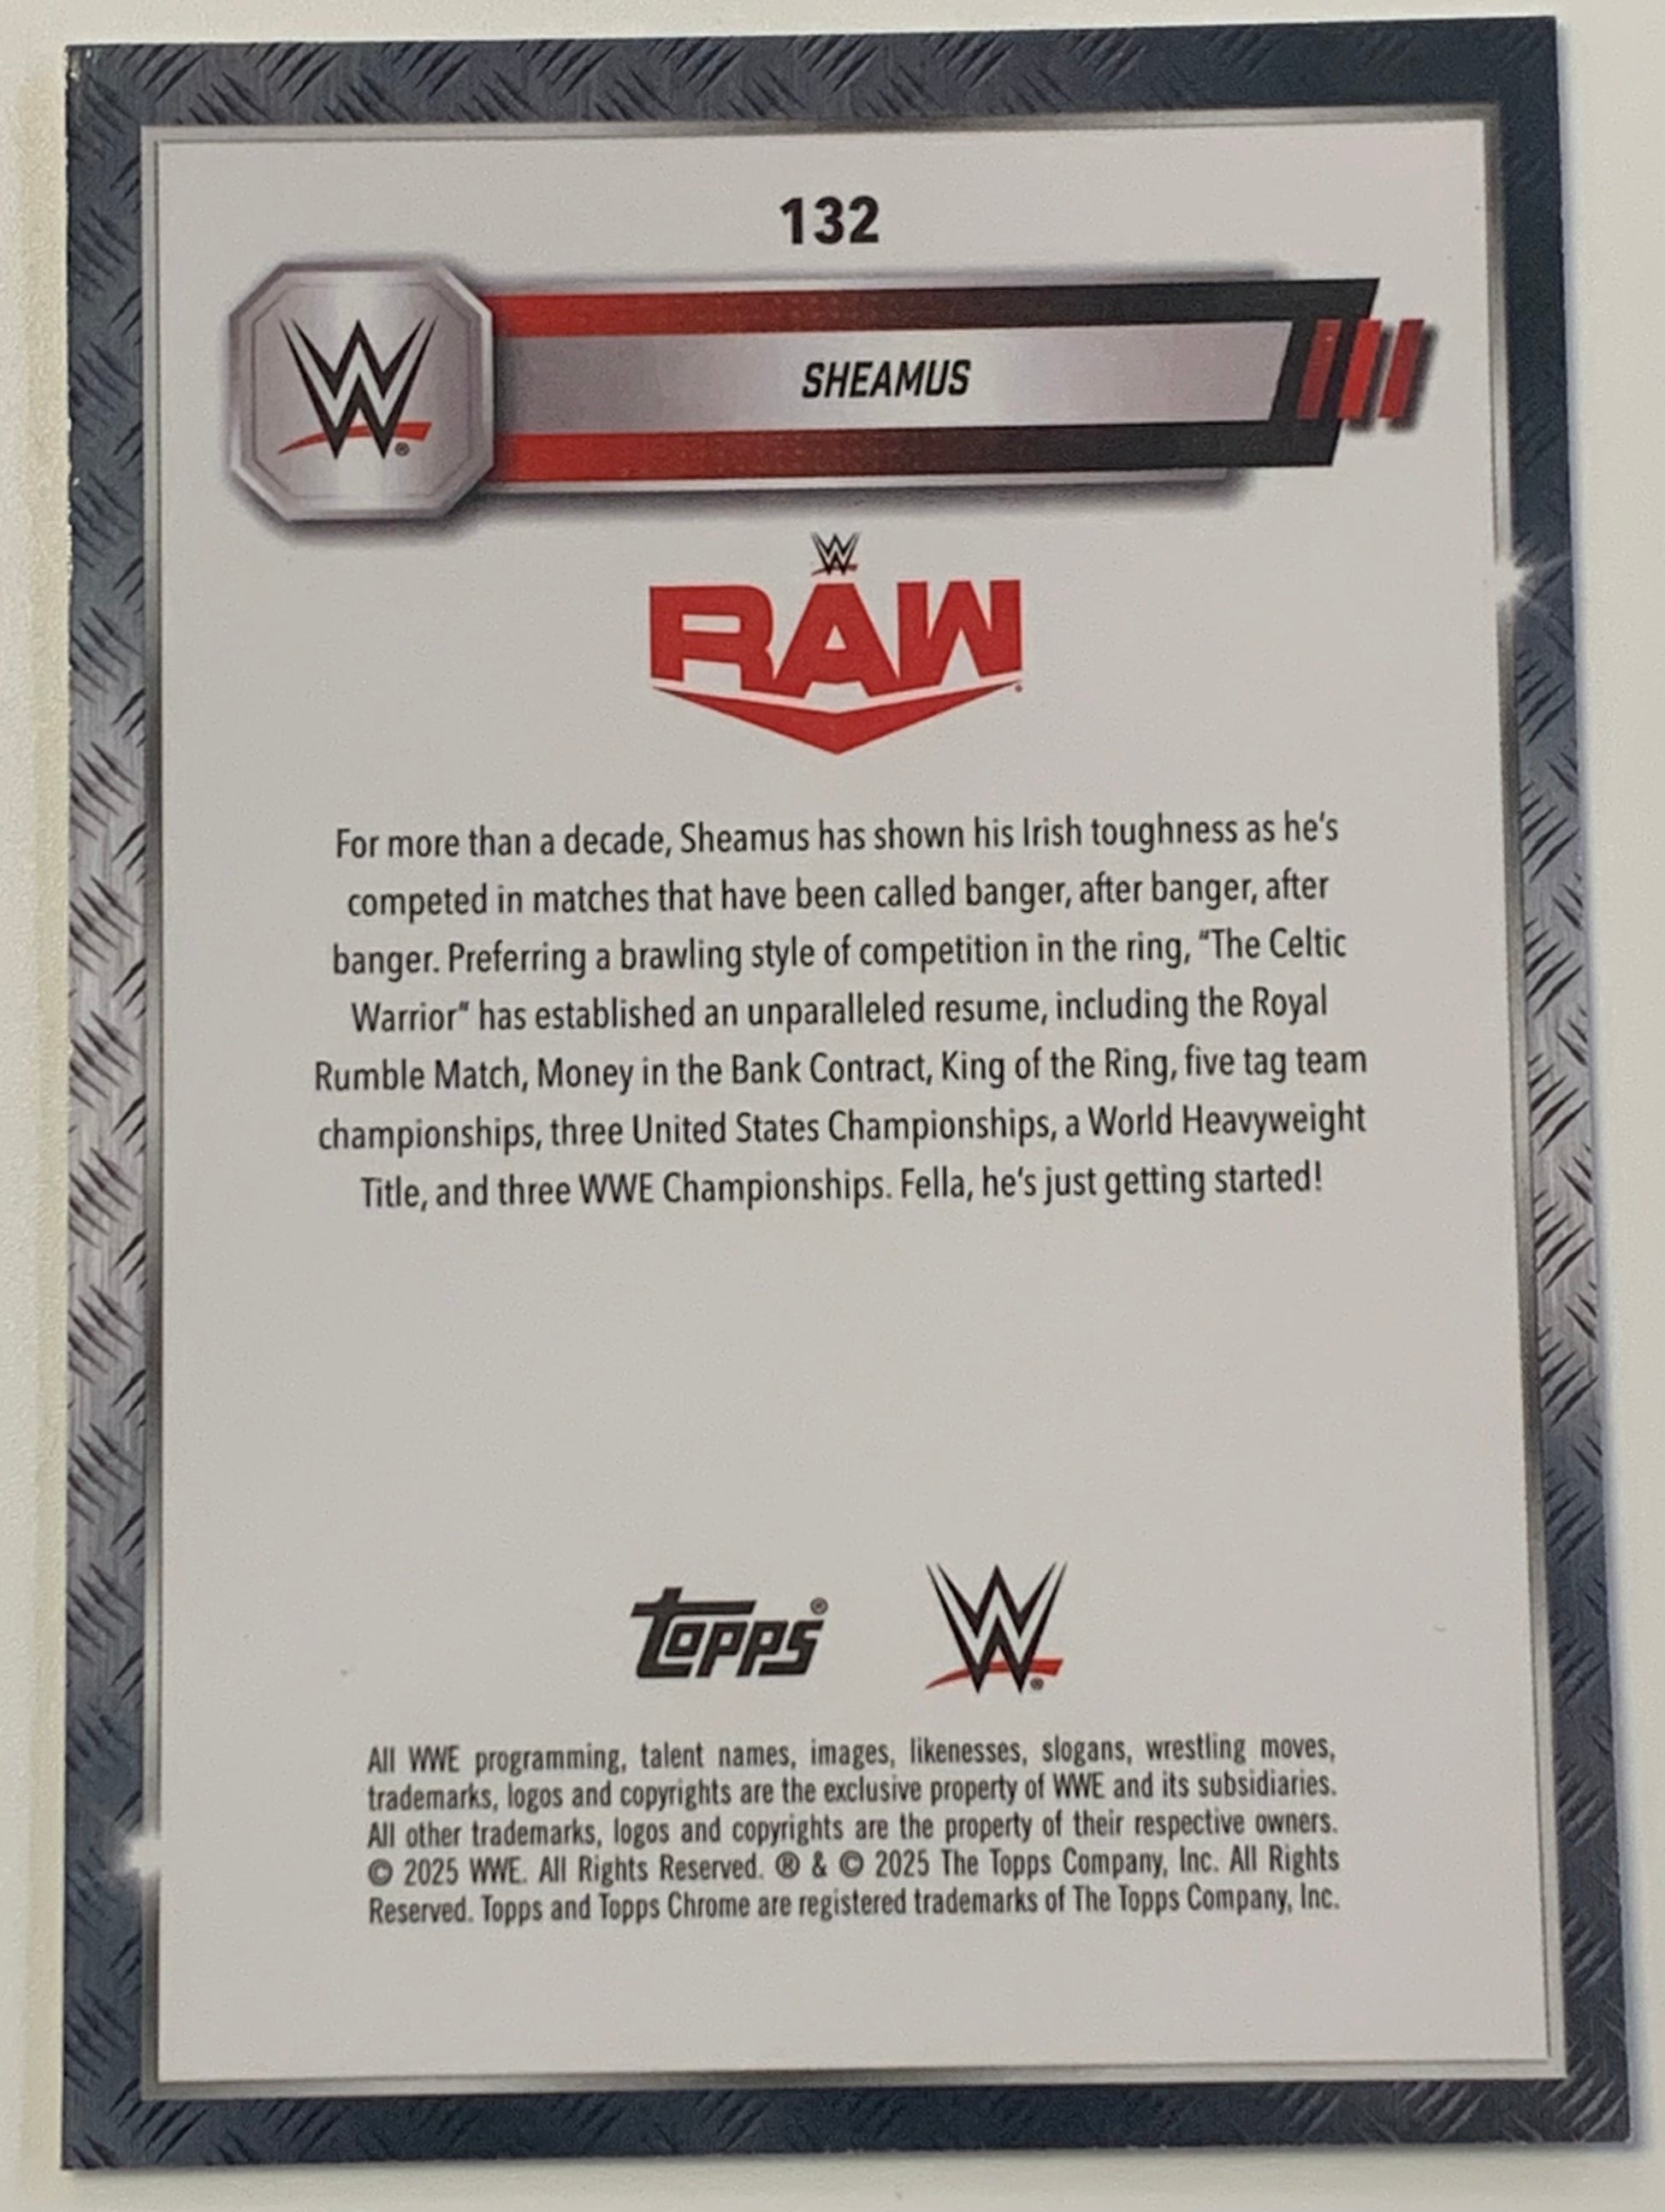 132
W®
SHEAMUS
W
RAW
For more than a decade, Sheamus has shown his Irish toughness as he's
competed in matches that have been called banger, after banger, after
banger. Preferring a brawling style of competition in the ring, "The Celtic
Warrior" has established an unparalleled resume, including the Royal
Rumble Match, Money in the Bank Contract, King of the Ring, five tag team
championships, three United States Championships, a World Heavyweight
Title, and three WWE Championships. Fella, he's just getting started!
Topps® W®
All WWE programming, talent names, images, likenesses, slogans, wrestling moves,
trademarks, logos and copyrights are the exclusive property of WWE and its subsidiaries.
All other trademarks, logos and copyrights are the property of their respective owners.
© 2025 WWE. All Rights Reserved. ® & © 2025 The Topps Company, Inc. All Rights
Reserved. Topps and Topps Chrome are registered trademarks of The Topps Company, Inc.